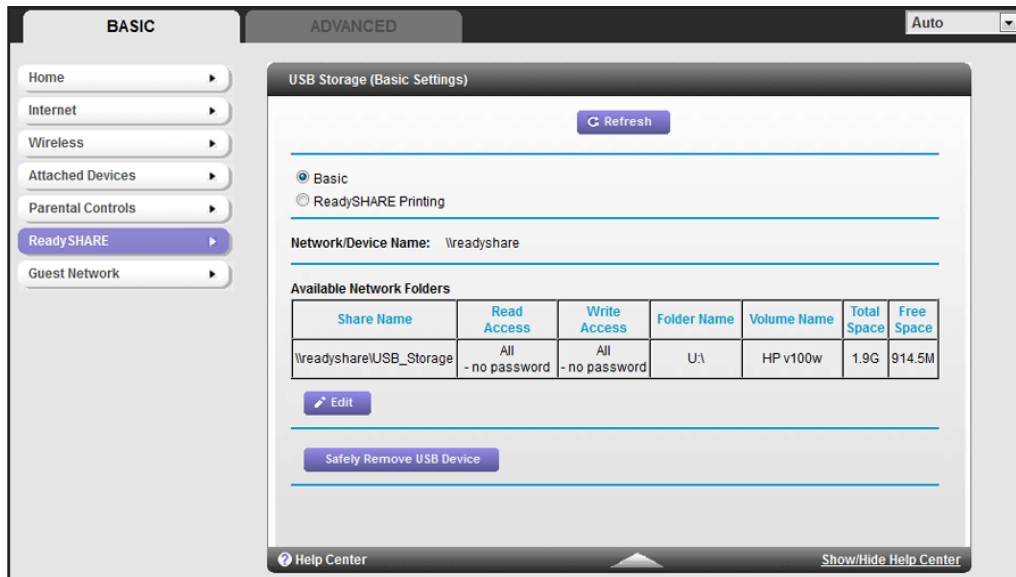 BASIC
ADVANCED
Auto
Home
Internet
Wireless
Attached Devices
Parental Controls
ReadySHARE
Guest Network
USB Storage (Basic Settings)
Refresh
Basic
ReadySHARE Printing
Network/Device Name: \\readyshare
Available Network Folders
Share Name
Read
Access
Write
Access
Folder Name
Volume Name
Total
Space
Free
Space
\\readyshare\USB_Storage
All
- no password
All
- no password
U:\
HP v100w
1.9G
914.5M
Edit
Safely Remove USB Device
? Help Center
Show/Hide Help Center